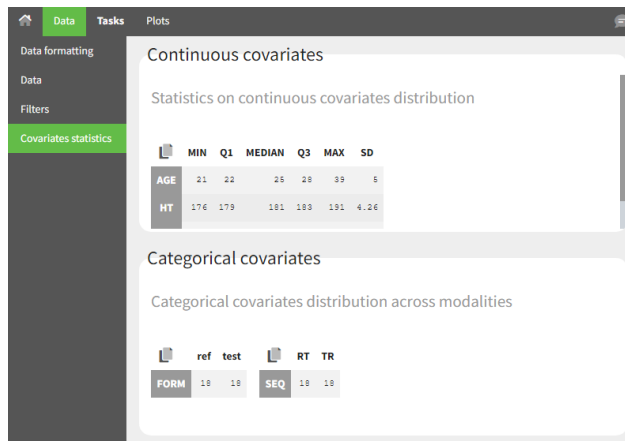 Data Tasks Plots
Data formatting
Data
Filters
Covariates statistics
Continuous covariates
Statistics on continuous covariates distribution
MIN Q1 MEDIAN Q3 MAX SD
AGE 21 22 25 28 39 5
HT 176 179 181 183 191 4.26
Categorical covariates
Categorical covariates distribution across modalities
ref test RT TR
FORM 18 18 SEQ 18 18